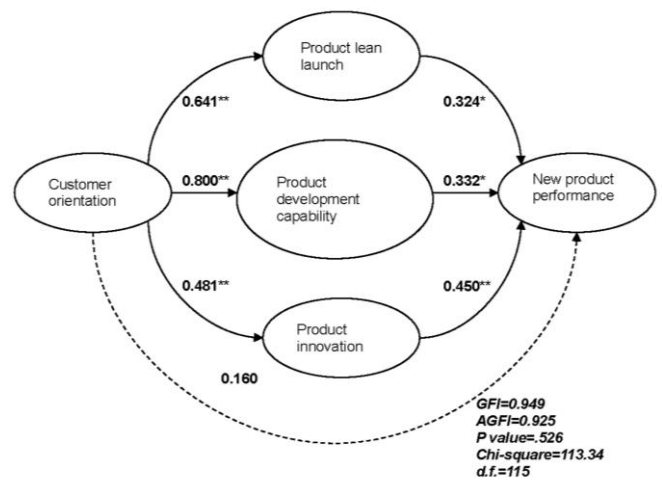 Product lean
launch
0.641**
0.324*
Customer
orientation
0.800**
Product
development
capability
0.332*
New product
performance
0.481**
0.450**
Product
innovation
0.160
GFI=0.949
AGFI=0.925
P value=.526
Chi-square=113.34
d.f.=115